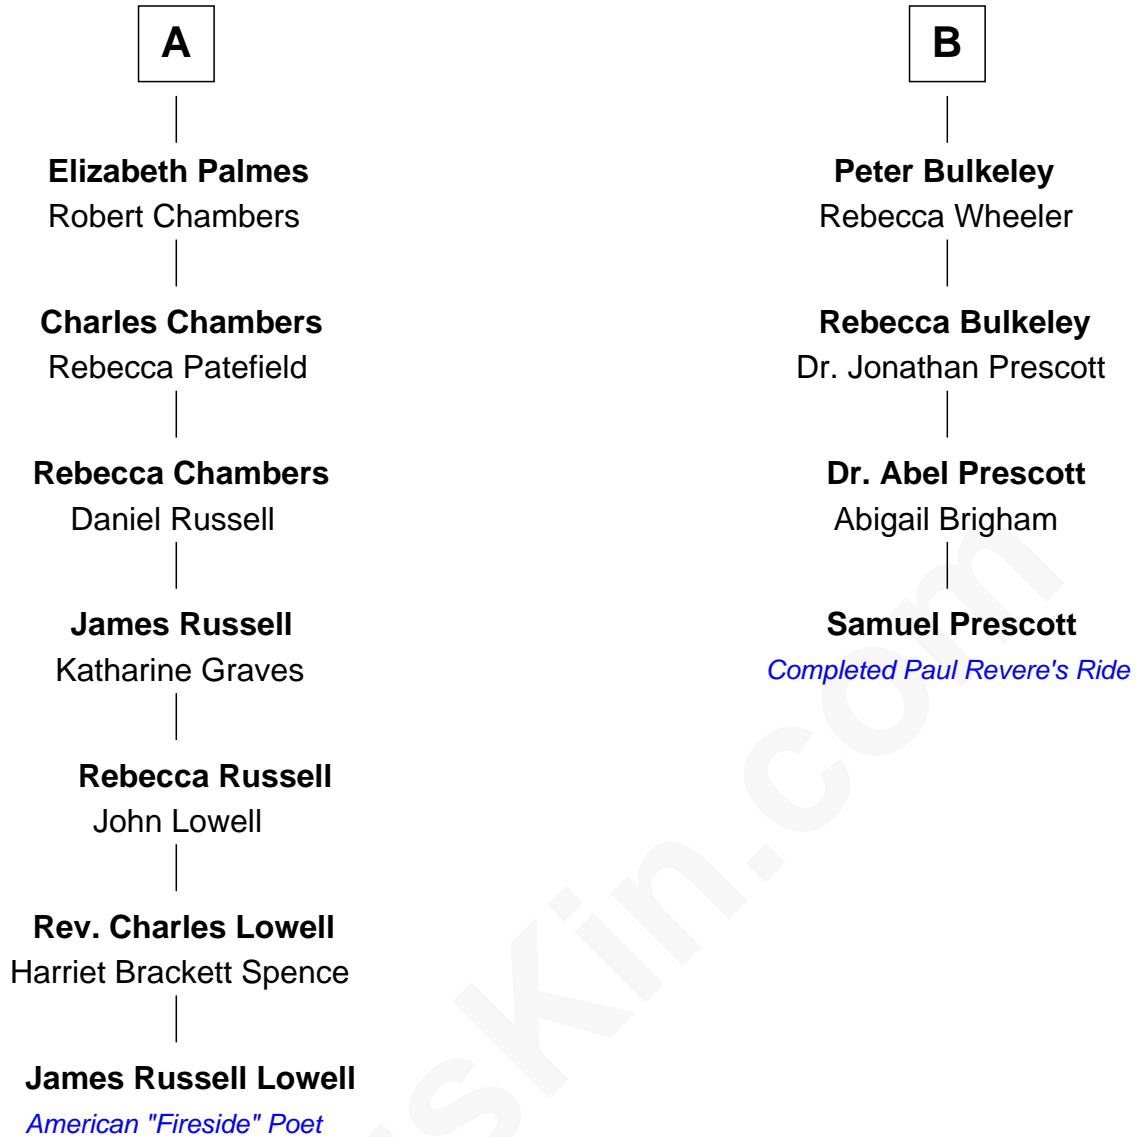 A
Elizabeth Palmes
Robert Chambers
Charles Chambers
Rebecca Patefield
Rebecca Chambers
Daniel Russell
James Russell
Katharine Graves
Rebecca Russell
John Lowell
Rev. Charles Lowell
Harriet Brackett Spence
James Russell Lowell
American "Fireside" Poet
B
Peter Bulkeley
Rebecca Wheeler
Rebecca Bulkeley
Dr. Jonathan Prescott
Dr. Abel Prescott
Abigail Brigham
Samuel Prescott
Completed Paul Revere's Ride
usKin.com